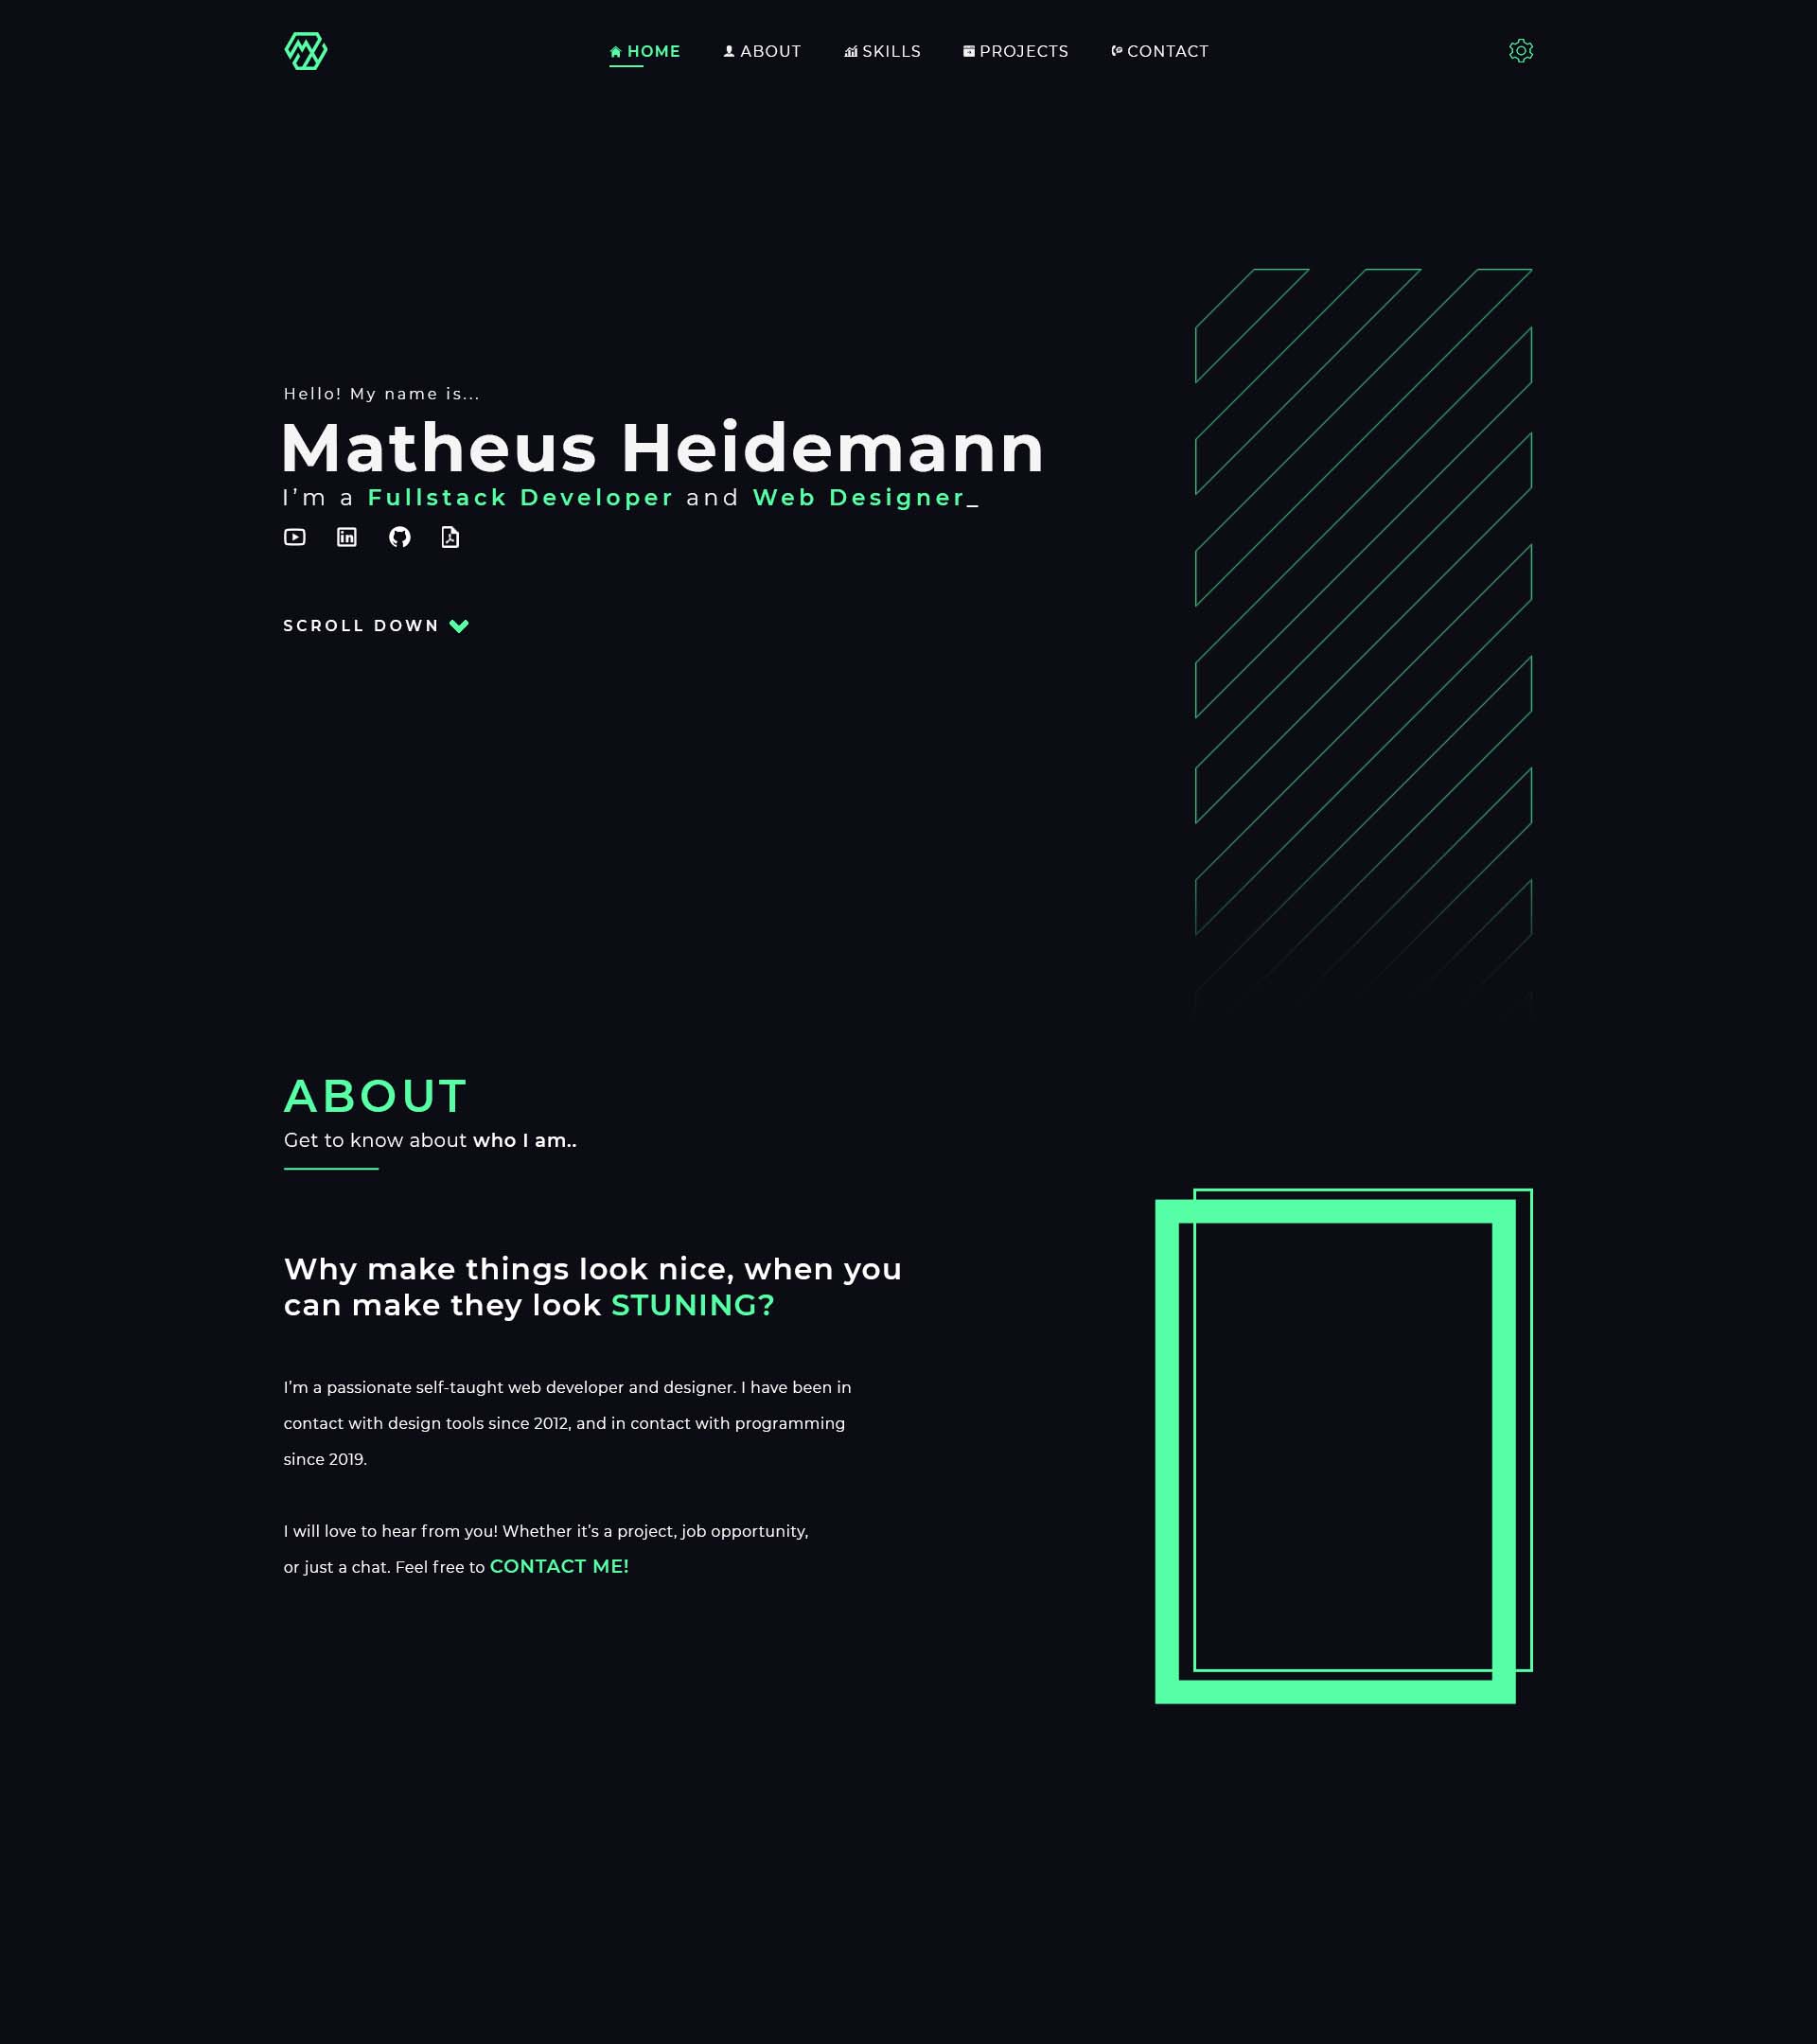 HOME ABOUT SKILLS PROJECTS CONTACT
Hello! My name is...
Matheus Heidemann
I'm a Fullstack Developer and Web Designer_
in
SCROLL DOWN
ABOUT
Get to know about who I am..
Why make things look nice, when you
can make they look STUNING?
I'm a passionate self-taught web developer and designer. I have been in
contact with design tools since 2012, and in contact with programming
since 2019.
I will love to hear from you! Whether it's a project, job opportunity,
or just a chat. Feel free to CONTACT ME!